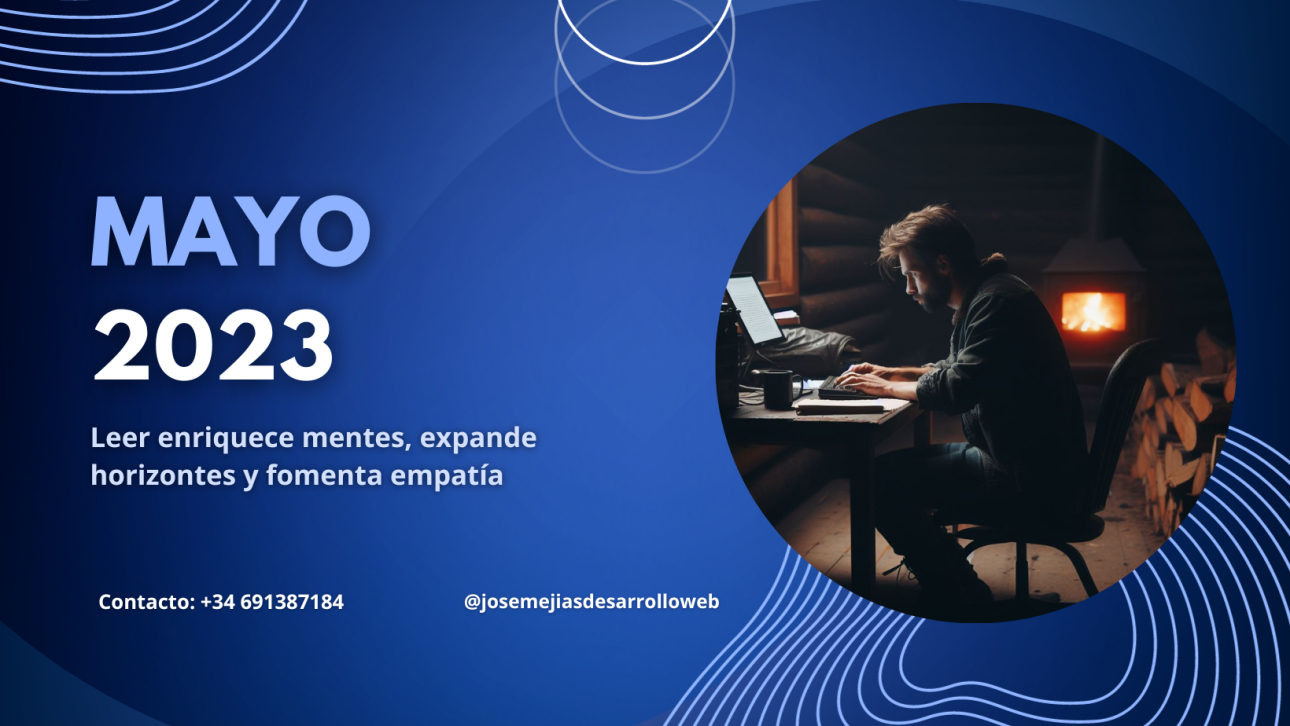 MAYO
2023
Leer enriquece mentes, expande
horizontes y fomenta empatía
Contacto: +34 691387184
@josemejiasdesarrolloweb